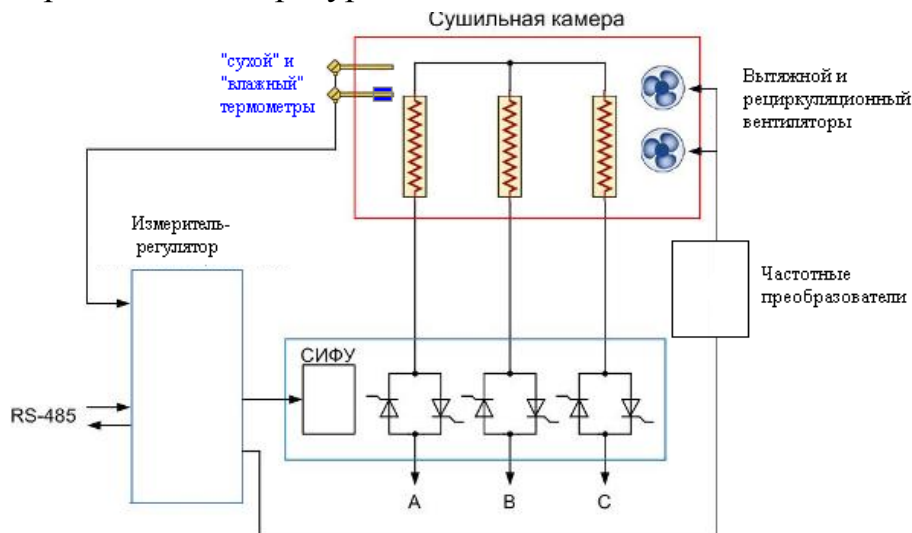 Сушильная камера
"сухой" и
"влажный"
термометры
Вытяжной и
рециркуляционный
вентиляторы
Измеритель-
регулятор
Частотные
преобразователи
СИФУ
RS-485
A
B
C